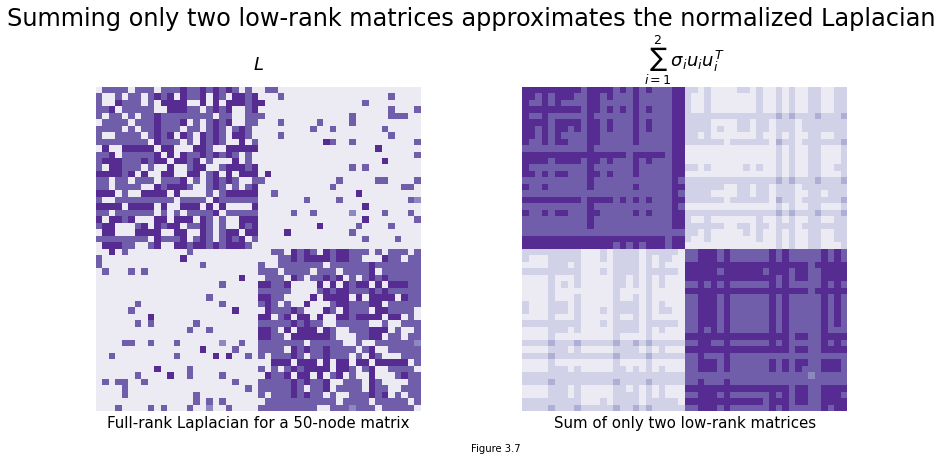 Summing only two low-rank matrices approximates the normalized Laplacian
L
2
∑ σᵢuᵢuᵢᵀ
i = 1
Full-rank Laplacian for a 50-node matrix
Sum of only two low-rank matrices
Figure 3.7